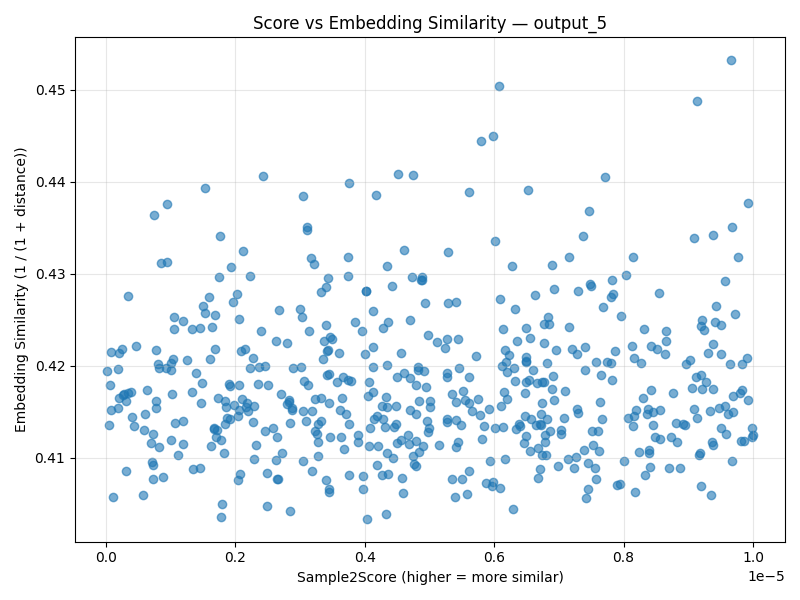 Score vs Embedding Similarity — output_5
Embedding Similarity (1 / (1 + distance))
0.45
0.44
0.43
0.42
0.41
0.0 0.2 0.4 0.6 0.8 1.0
1e−5
Sample2Score (higher = more similar)